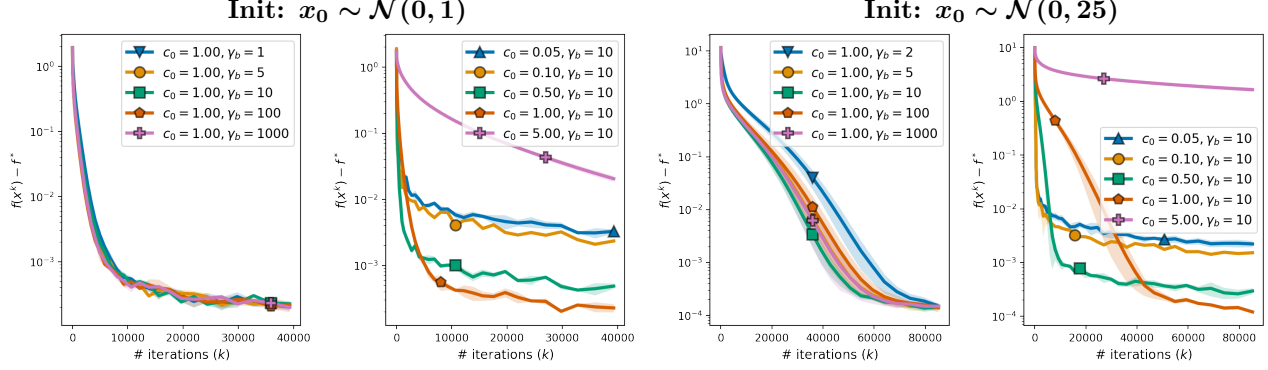 Init: x₀ ∼ 𝒩(0, 1)
Init: x₀ ∼ 𝒩(0, 25)
f(xᵏ) − f*
10⁰
10⁻¹
10⁻²
10⁻³
c₀ = 1.00, γ_b = 1
c₀ = 1.00, γ_b = 5
c₀ = 1.00, γ_b = 10
c₀ = 1.00, γ_b = 100
c₀ = 1.00, γ_b = 1000
0 10000 20000 30000 40000
# iterations (k)
f(xᵏ) − f*
10⁰
10⁻¹
10⁻²
10⁻³
c₀ = 0.05, γ_b = 10
c₀ = 0.10, γ_b = 10
c₀ = 0.50, γ_b = 10
c₀ = 1.00, γ_b = 10
c₀ = 5.00, γ_b = 10
0 10000 20000 30000 40000
# iterations (k)
f(xᵏ) − f*
10¹
10⁰
10⁻¹
10⁻²
10⁻³
10⁻⁴
c₀ = 1.00, γ_b = 2
c₀ = 1.00, γ_b = 5
c₀ = 1.00, γ_b = 10
c₀ = 1.00, γ_b = 100
c₀ = 1.00, γ_b = 1000
0 20000 40000 60000 80000
# iterations (k)
f(xᵏ) − f*
10¹
10⁰
10⁻¹
10⁻²
10⁻³
10⁻⁴
c₀ = 0.05, γ_b = 10
c₀ = 0.10, γ_b = 10
c₀ = 0.50, γ_b = 10
c₀ = 1.00, γ_b = 10
c₀ = 5.00, γ_b = 10
0 20000 40000 60000 80000
# iterations (k)